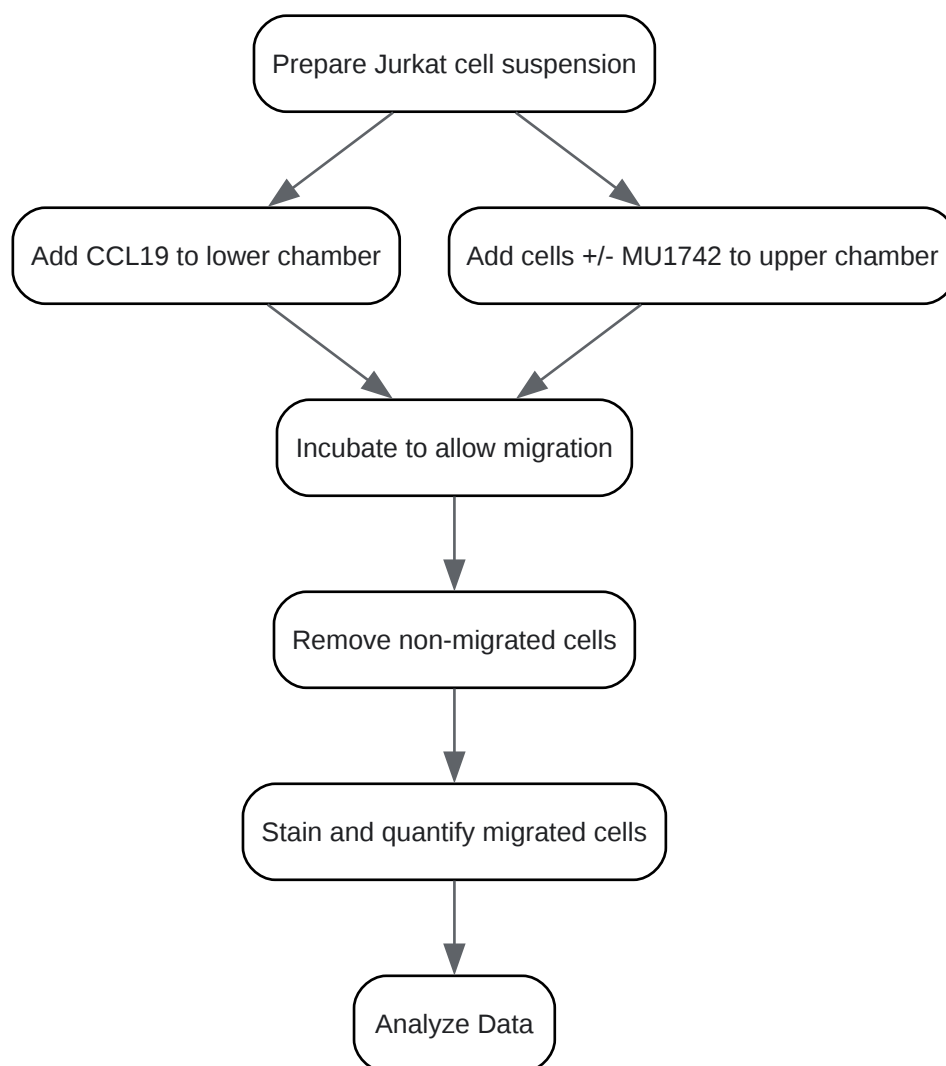 Prepare Jurkat cell suspension
Add CCL19 to lower chamber
Add cells +/- MU1742 to upper chamber
Incubate to allow migration
Remove non-migrated cells
Stain and quantify migrated cells
Analyze Data